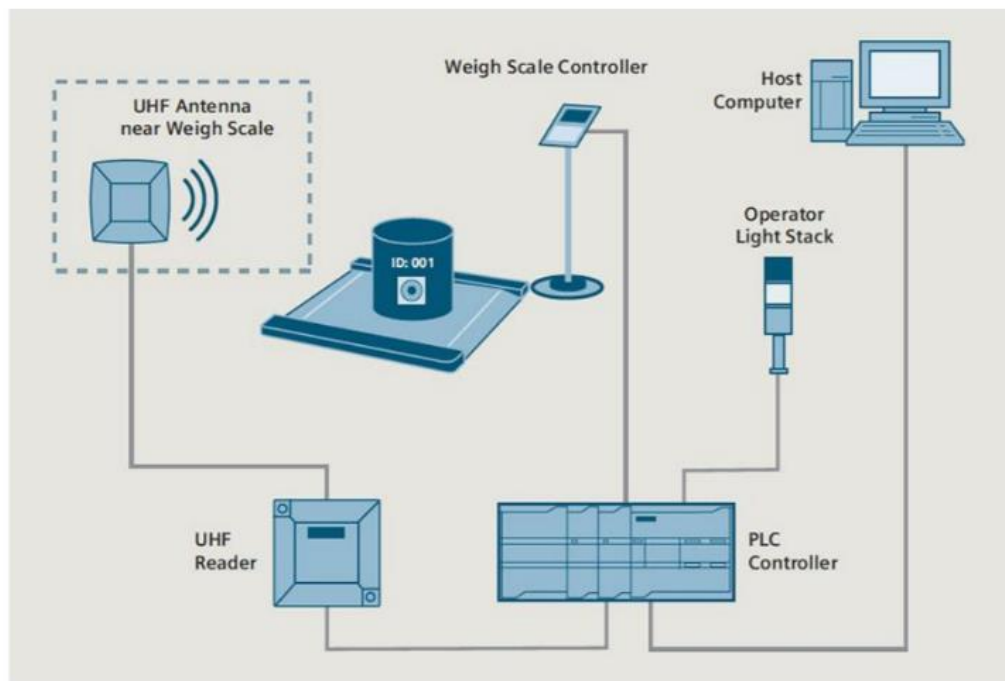 UHF Antenna
near Weigh Scale
Weigh Scale Controller
Host
Computer
ID: 001
Operator
Light Stack
UHF
Reader
PLC
Controller